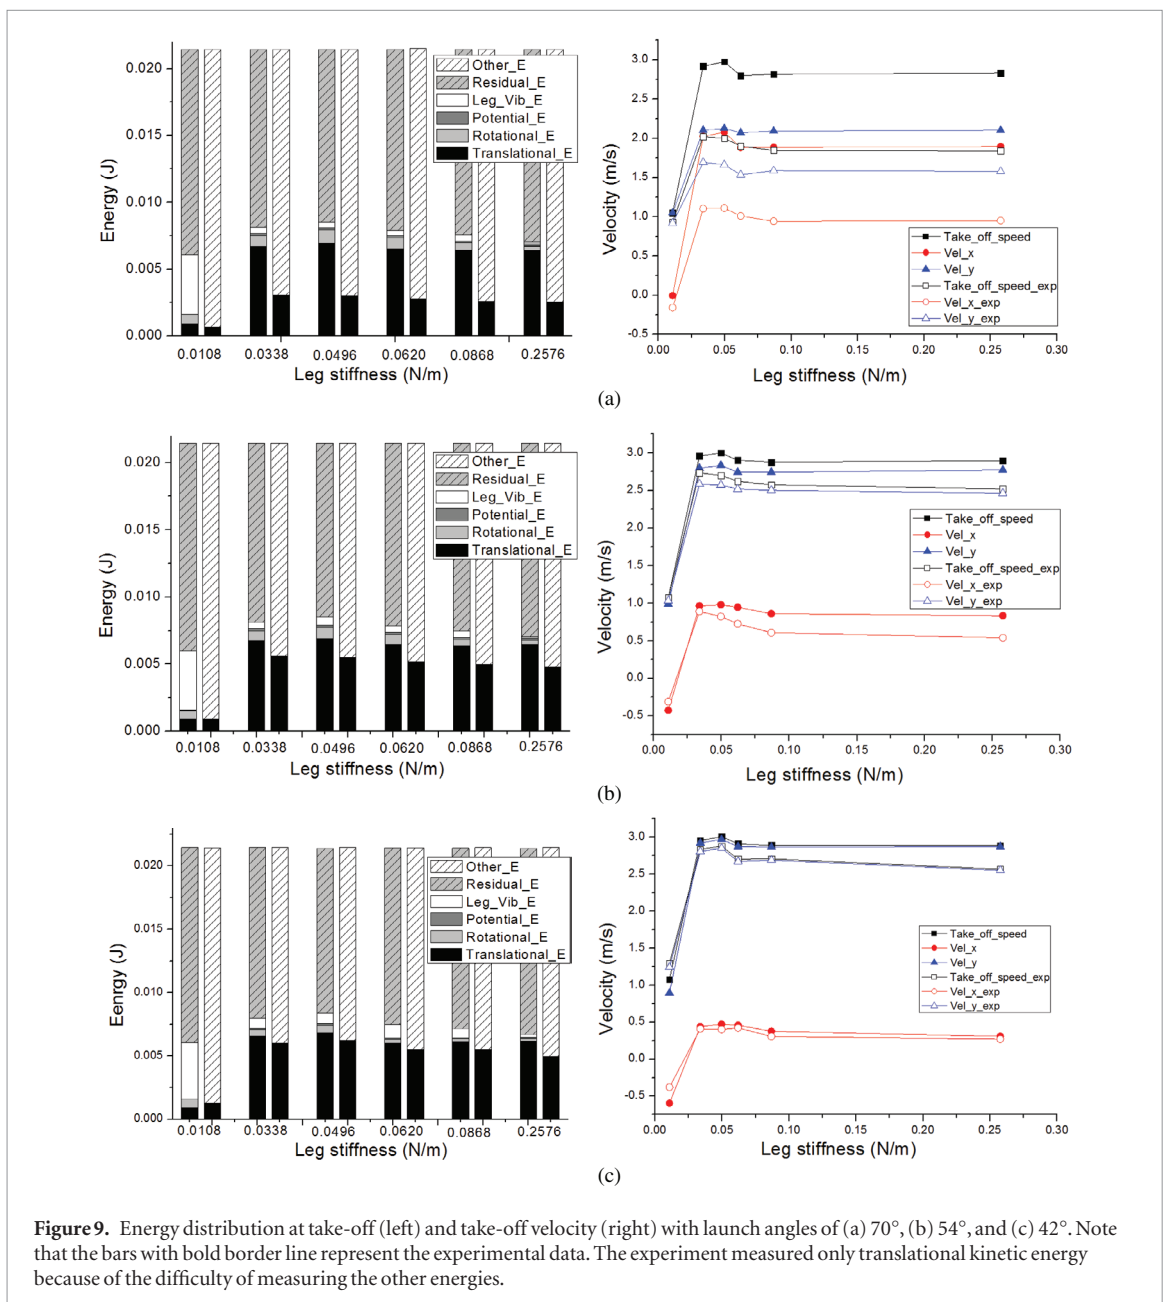 0.020
0.015
0.010
0.005
0.000
Energy (J)
Other_E
Residual_E
Leg_Vib_E
Potential_E
Rotational_E
Translational_E
0.0108 0.0338 0.0496 0.0620 0.0868 0.2576
Leg stiffness (N/m)
3.0
2.5
2.0
1.5
1.0
0.5
0.0
-0.5
Velocity (m/s)
Take_off_speed
Vel_x
Vel_y
Take_off_speed_exp
Vel_x_exp
Vel_y_exp
0.00 0.05 0.10 0.15 0.20 0.25 0.30
Leg stiffness (N/m)
(a)
0.020
0.015
0.010
0.005
0.000
Energy (J)
Other_E
Residual_E
Leg_Vib_E
Potential_E
Rotational_E
Translational_E
0.0108 0.0338 0.0496 0.0620 0.0868 0.2576
Leg stiffness (N/m)
3.0
2.5
2.0
1.5
1.0
0.5
0.0
-0.5
Velocity (m/s)
Take_off_speed
Vel_x
Vel_y
Take_off_speed_exp
Vel_x_exp
Vel_y_exp
0.00 0.05 0.10 0.15 0.20 0.25 0.30
Leg stiffness (N/m)
(b)
0.020
0.015
0.010
0.005
0.000
Eenrgy (J)
Other_E
Residual_E
Leg_Vib_E
Potential_E
Rotational_E
Translational_E
0.0108 0.0338 0.0496 0.0620 0.0868 0.2576
Leg stiffness (N/m)
3.0
2.5
2.0
1.5
1.0
0.5
0.0
-0.5
Velocity (m/s)
Take_off_speed
Vel_x
Vel_y
Take_off_speed_exp
Vel_x_exp
Vel_y_exp
0.00 0.05 0.10 0.15 0.20 0.25 0.30
Leg stiffness (N/m)
(c)
Figure 9. Energy distribution at take-off (left) and take-off velocity (right) with launch angles of (a) 70°, (b) 54°, and (c) 42°. Note
that the bars with bold border line represent the experimental data. The experiment measured only translational kinetic energy
because of the difficulty of measuring the other energies.